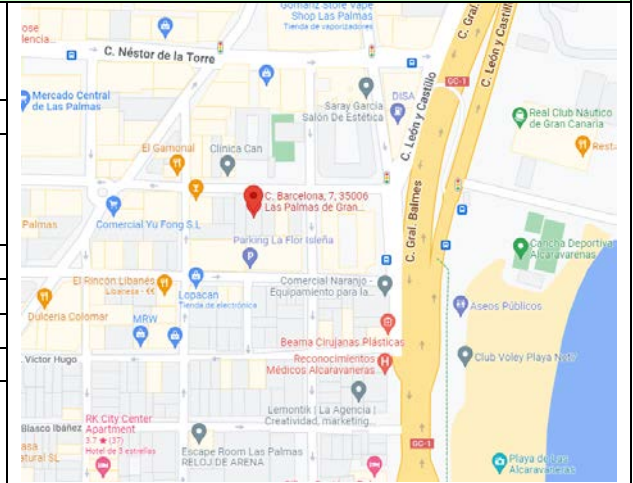 Gomariz Store Vape
Shop Las Palmas
Tienda de vaporizadores
C. Néstor de la Torre
C. Gral.
C. León y Castillo
GC-1
Mercado Central
de Las Palmas
Saray García
Salón De Estética
DISA
C. León y Castillo
Real Club Náutico
de Gran Canaria
Resta
El Gamonal
Clínica Can
C. Barcelona, 7, 35006
Las Palmas de Gran...
C. Gral. Balmes
Palmas
Comercial Yu Fong S.L
Parking La Flor Isleña
Cancha Deportiva
Alcaravaneras
El Rincón Libanés
Libanesa · €€
Lopacan
Tienda de electrónica
Comercial Naranjo -
Equipamiento para la...
Aseos Públicos
Dulcería Colomar
MRW
Beama Cirujanas Plásticas
Víctor Hugo
Reconocimientos
Médicos Alcaravaneras
Club Voley Playa
Lemontik | La Agencia |
Creatividad, marketing...
RK City Center
Apartment
3.7 ★ (37)
Hotel de 3 estrellas
Blasco Ibáñez
Escape Room Las Palmas
RELOJ DE ARENA
GC-1
Playa de Las
Alcaravaneras